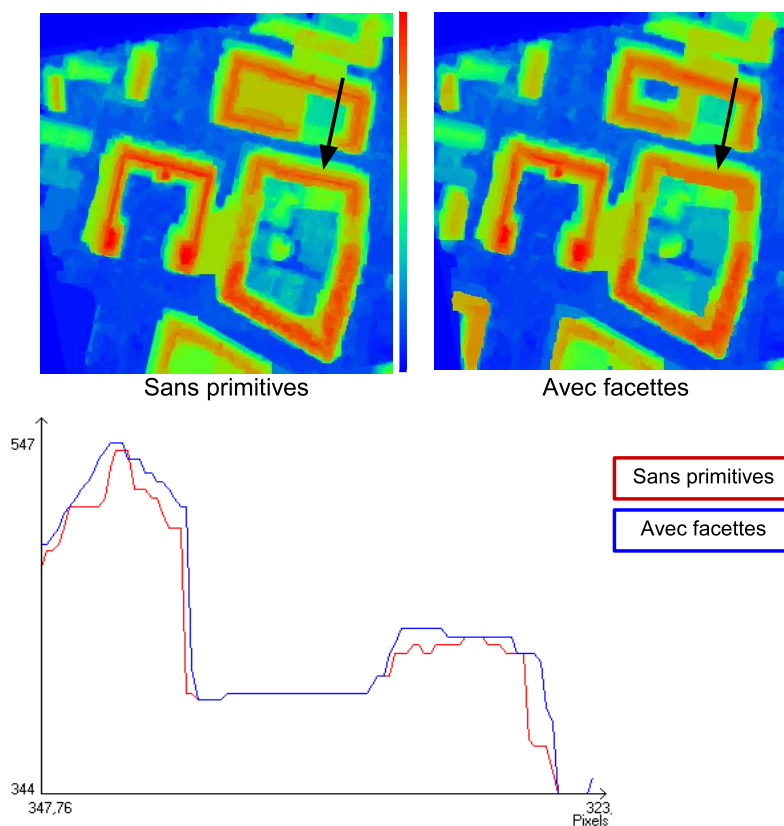 Sans primitives
Avec facettes
547
Sans primitives
Avec facettes
344
347,76
323,
Pixels